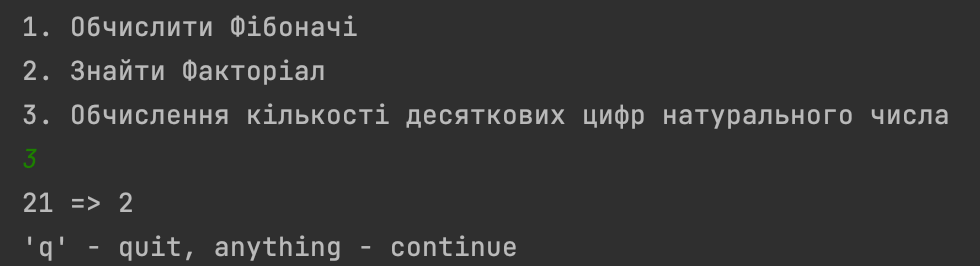 1. Обчислити Фібоначі
2. Знайти Факторіал
3. Обчислення кількості десяткових цифр натурального числа
3
21 => 2
'q' - quit, anything - continue